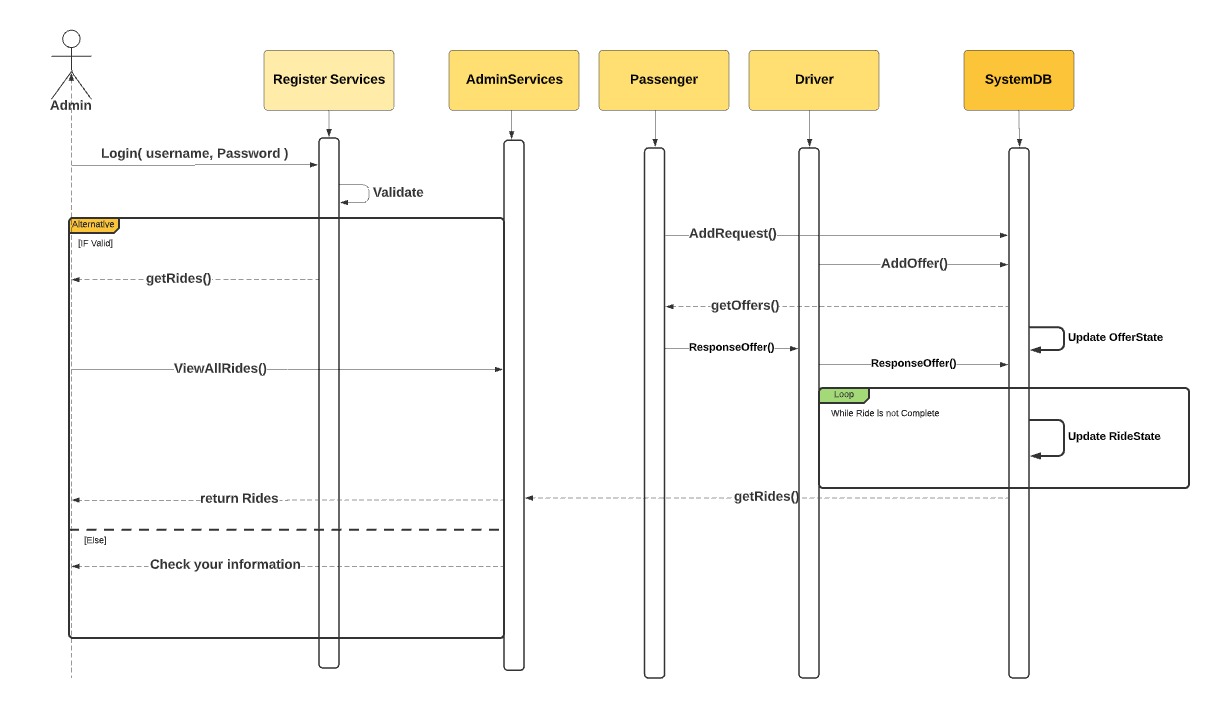 Admin
Register Services
AdminServices
Passenger
Driver
SystemDB
Login( username, Password )
Validate
Alternative
[IF Valid]
AddRequest()
AddOffer()
getRides()
getOffers()
Update OfferState
ResponseOffer()
ResponseOffer()
ViewAllRides()
Loop
While Ride Is not Complete
Update RideState
return Rides
getRides()
[Else]
Check your information